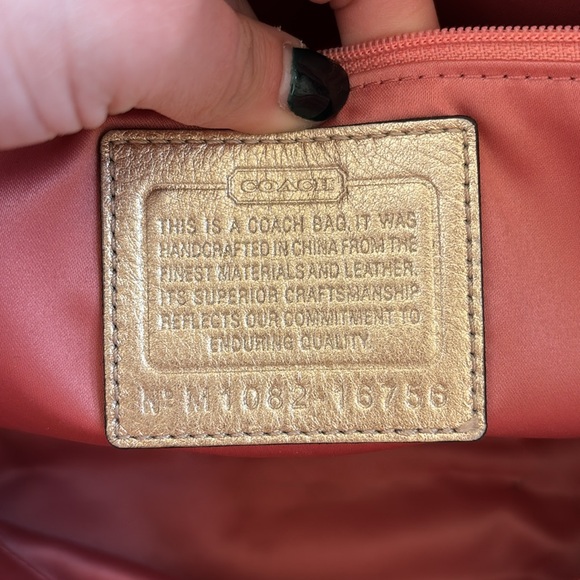 COACH
THIS IS A COACH BAG. IT WAS
HANDCRAFTED IN CHINA FROM THE
FINEST MATERIALS AND LEATHER.
ITS SUPERIOR CRAFTSMANSHIP
REFLECTS OUR COMMITMENT TO
ENDURING QUALITY.
Nº M1082-16756